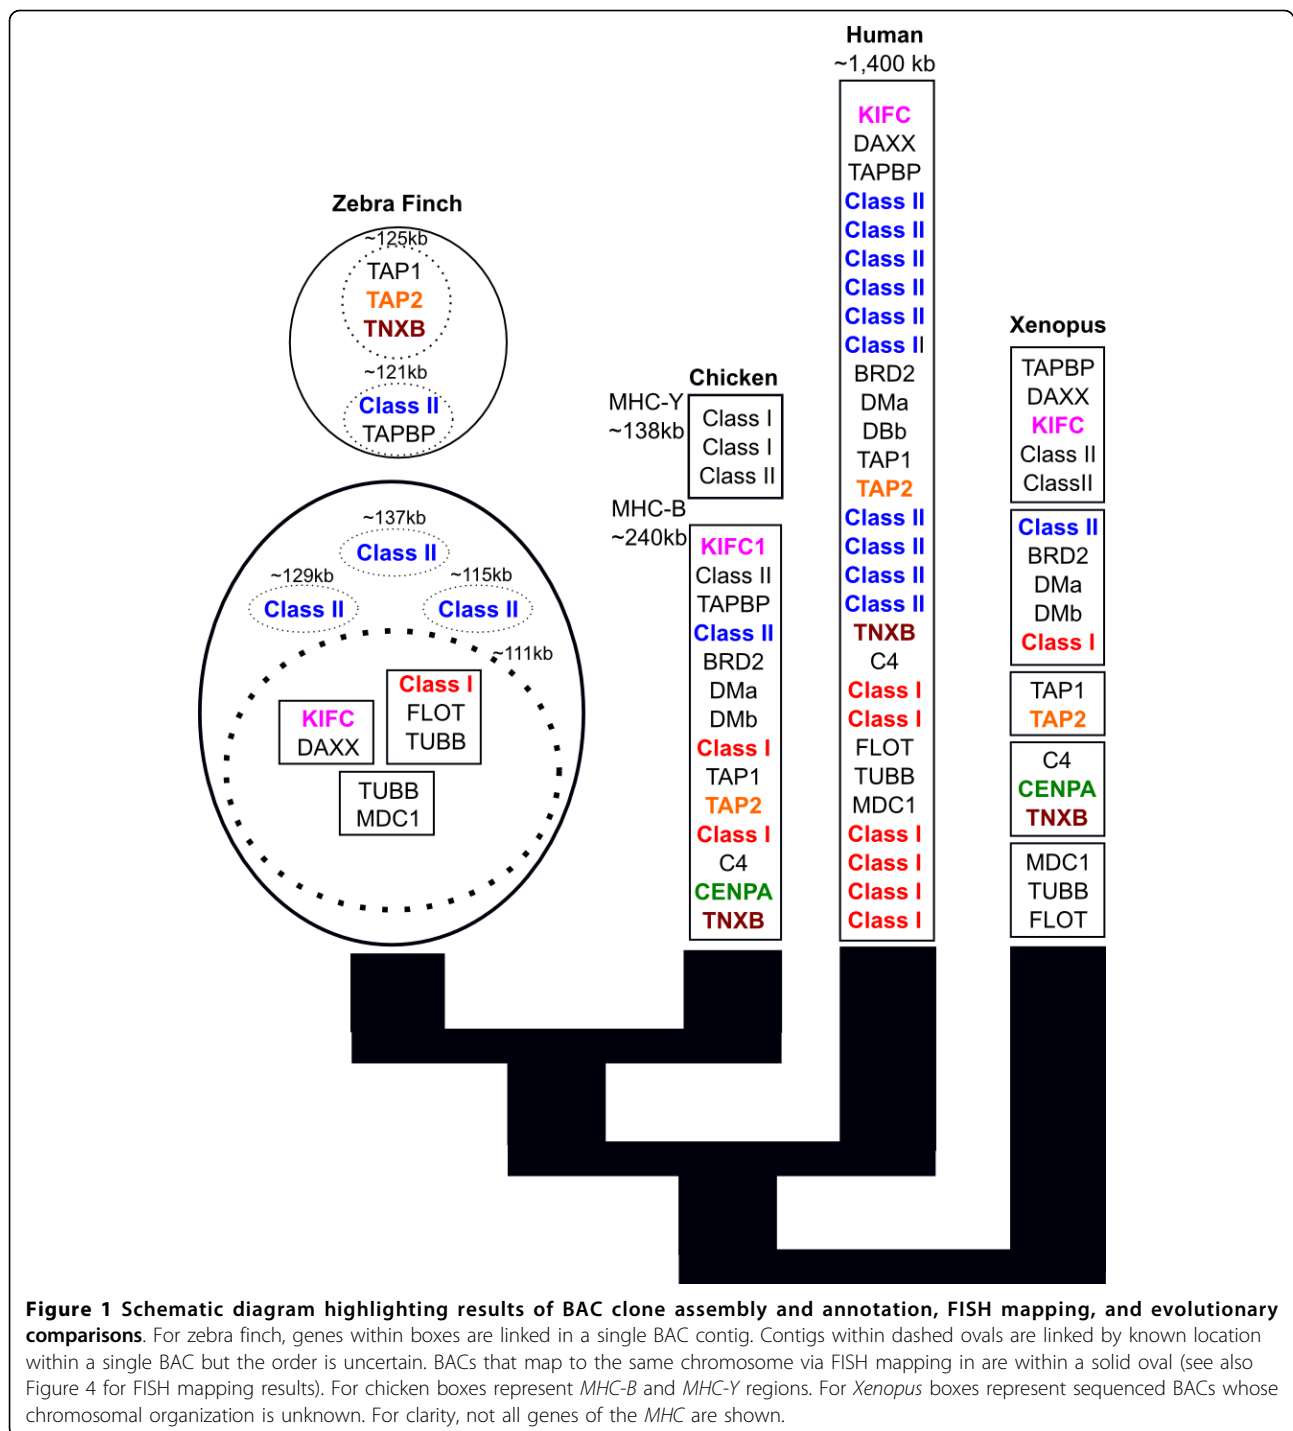 Zebra Finch
~125kb
TAP1
TAP2
TNXB
~121kb
Class II
TAPBP
~137kb
Class II
~129kb
Class II
~115kb
Class II
~111kb
KIFC
DAXX
Class I
FLOT
TUBB
TUBB
MDC1
Chicken
MHC-Y
~138kb
Class I
Class I
Class II
MHC-B
~240kb
KIFC1
Class II
TAPBP
Class II
BRD2
DMa
DMb
Class I
TAP1
TAP2
Class I
C4
CENPA
TNXB
Human
~1,400 kb
KIFC
DAXX
TAPBP
Class II
Class II
Class II
Class II
Class II
Class II
BRD2
DMa
DBb
TAP1
TAP2
Class II
Class II
Class II
Class II
TNXB
C4
Class I
Class I
FLOT
TUBB
MDC1
Class I
Class I
Class I
Class I
Xenopus
TAPBP
DAXX
KIFC
Class II
ClassII
Class II
BRD2
DMa
DMb
Class I
TAP1
TAP2
C4
CENPA
TNXB
MDC1
TUBB
FLOT
Figure 1 Schematic diagram highlighting results of BAC clone assembly and annotation, FISH mapping, and evolutionary
comparisons. For zebra finch, genes within boxes are linked in a single BAC contig. Contigs within dashed ovals are linked by known location
within a single BAC but the order is uncertain. BACs that map to the same chromosome via FISH mapping in are within a solid oval (see also
Figure 4 for FISH mapping results). For chicken boxes represent MHC-B and MHC-Y regions. For Xenopus boxes represent sequenced BACs whose
chromosomal organization is unknown. For clarity, not all genes of the MHC are shown.